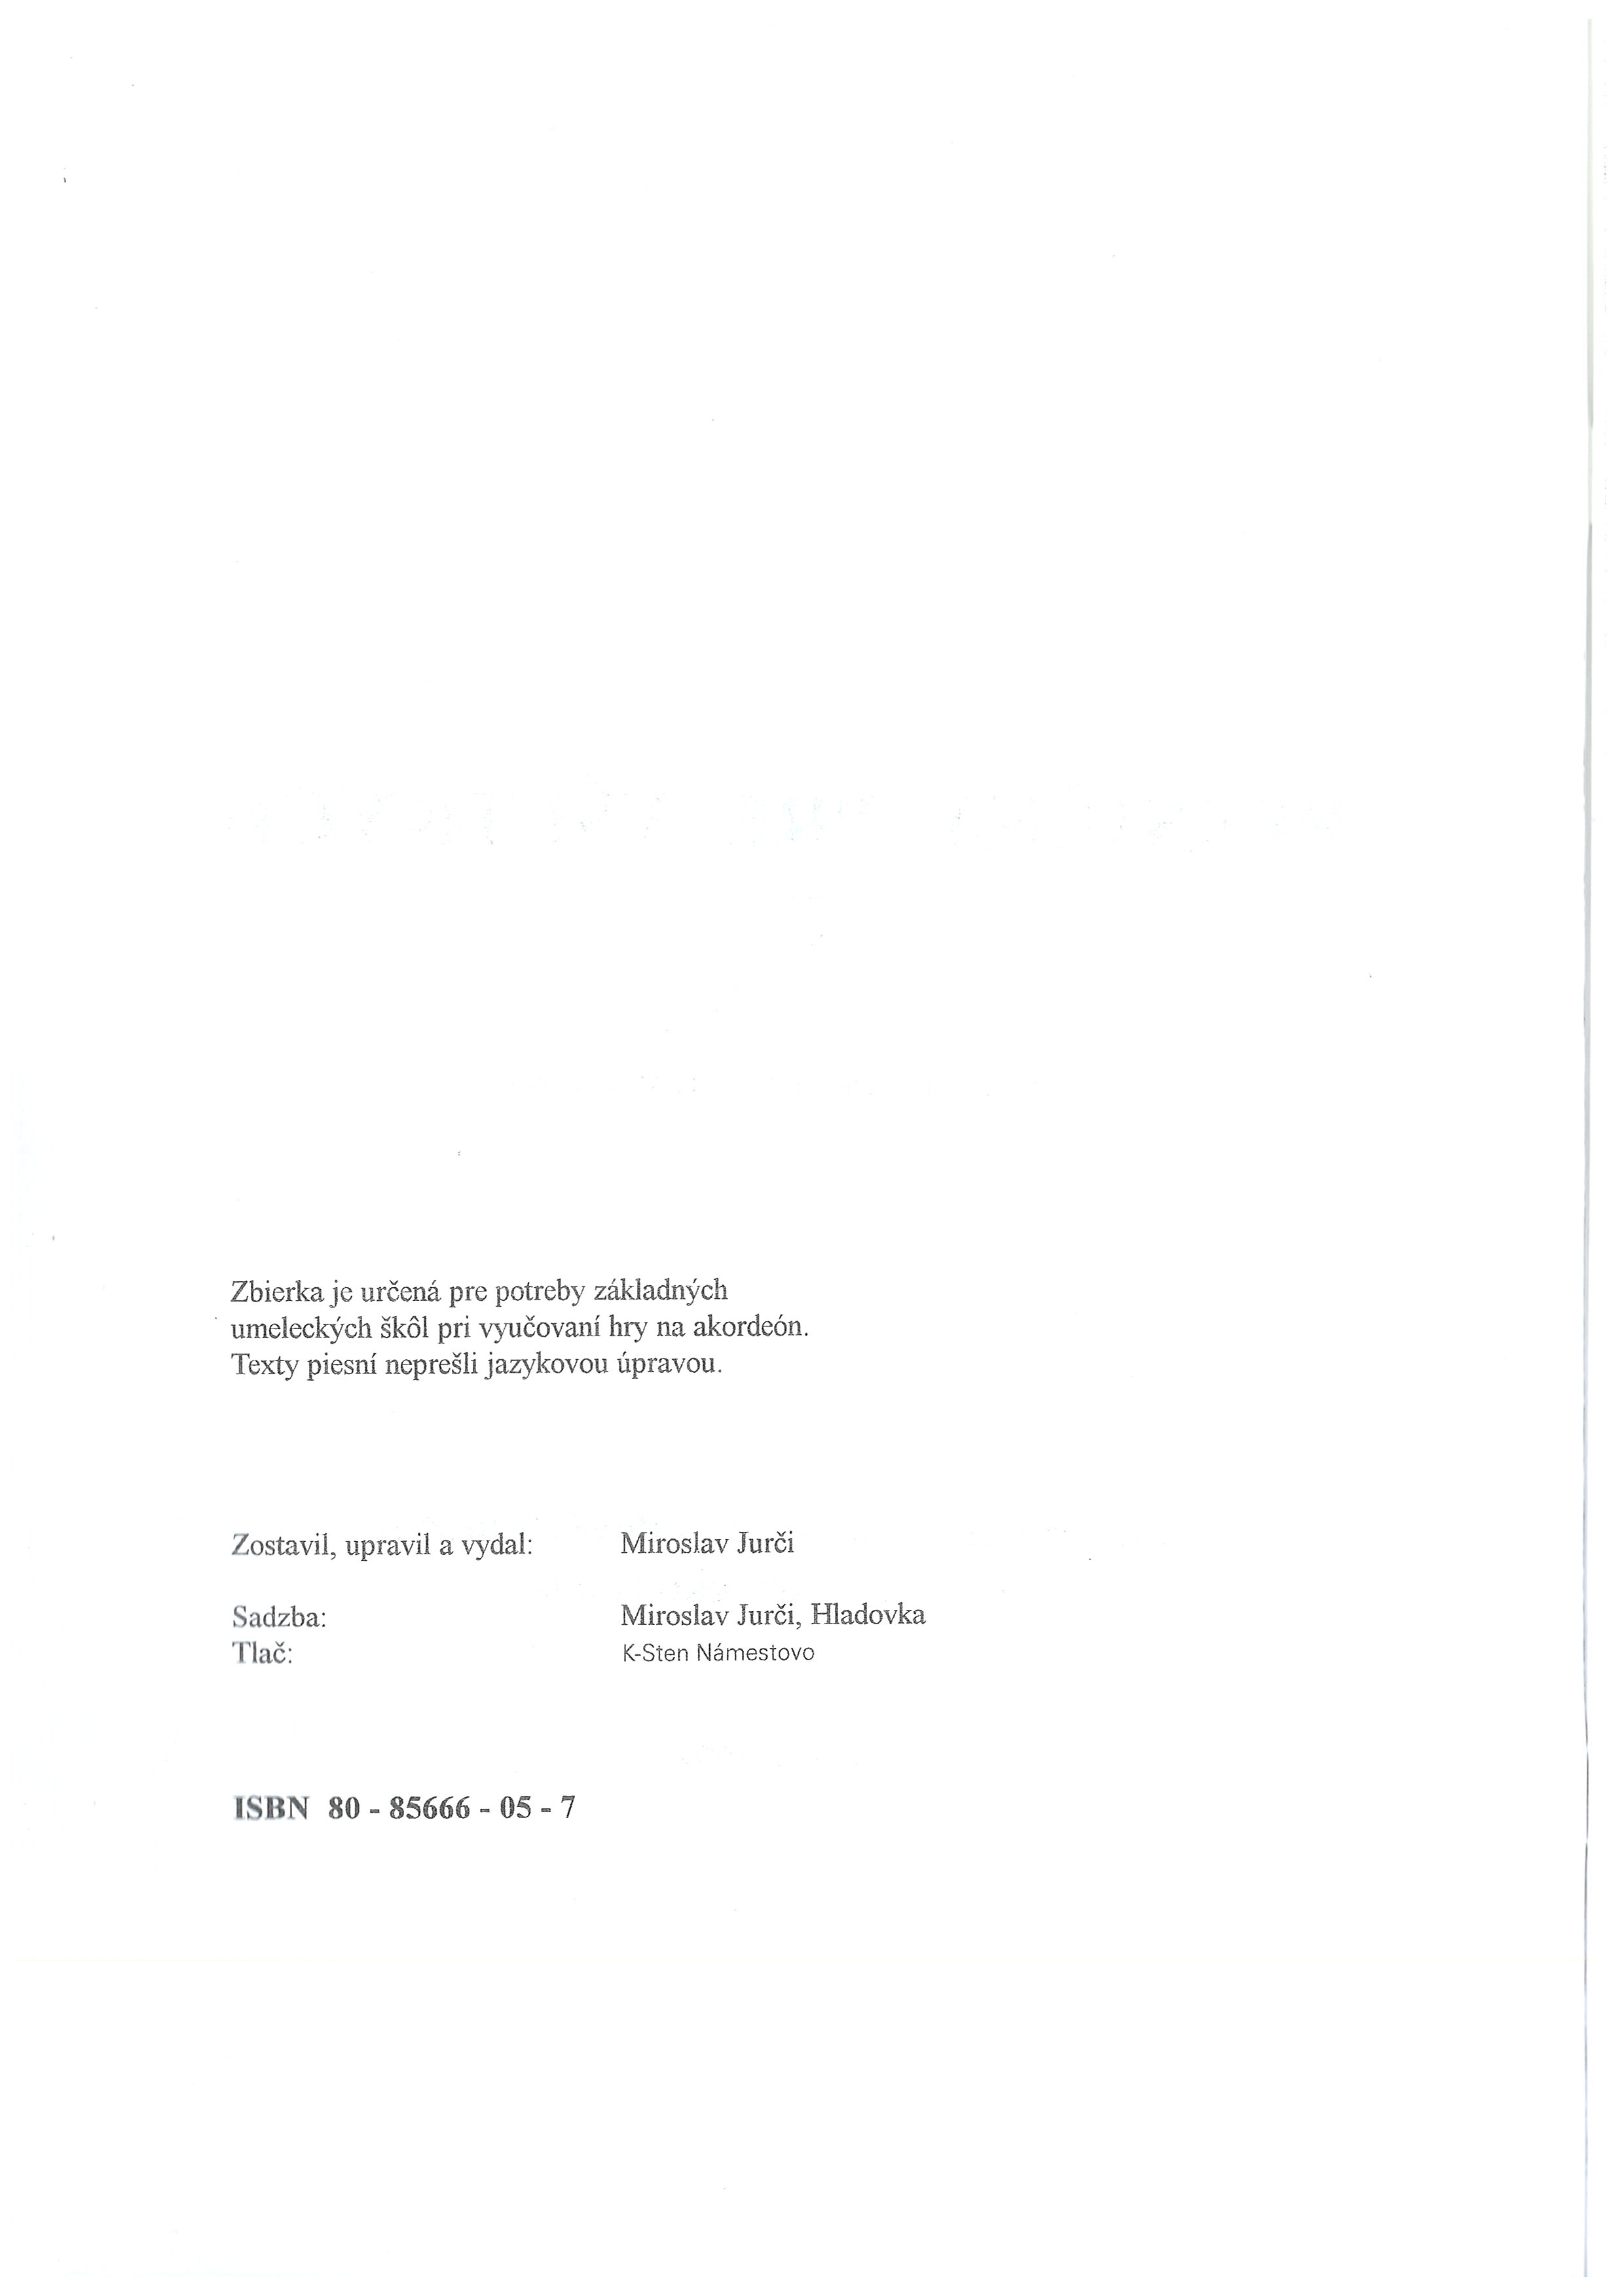 Zbierka je určená pre potreby základných
umeleckých škôl pri vyučovaní hry na akordeón.
Texty piesní neprešli jazykovou úpravou.
Zostavil, upravil a vydal: Miroslav Jurči
Sadzba: Miroslav Jurči, Hladovka
Tlač: K-Sten Námestovo
ISBN 80 - 85666 - 05 - 7